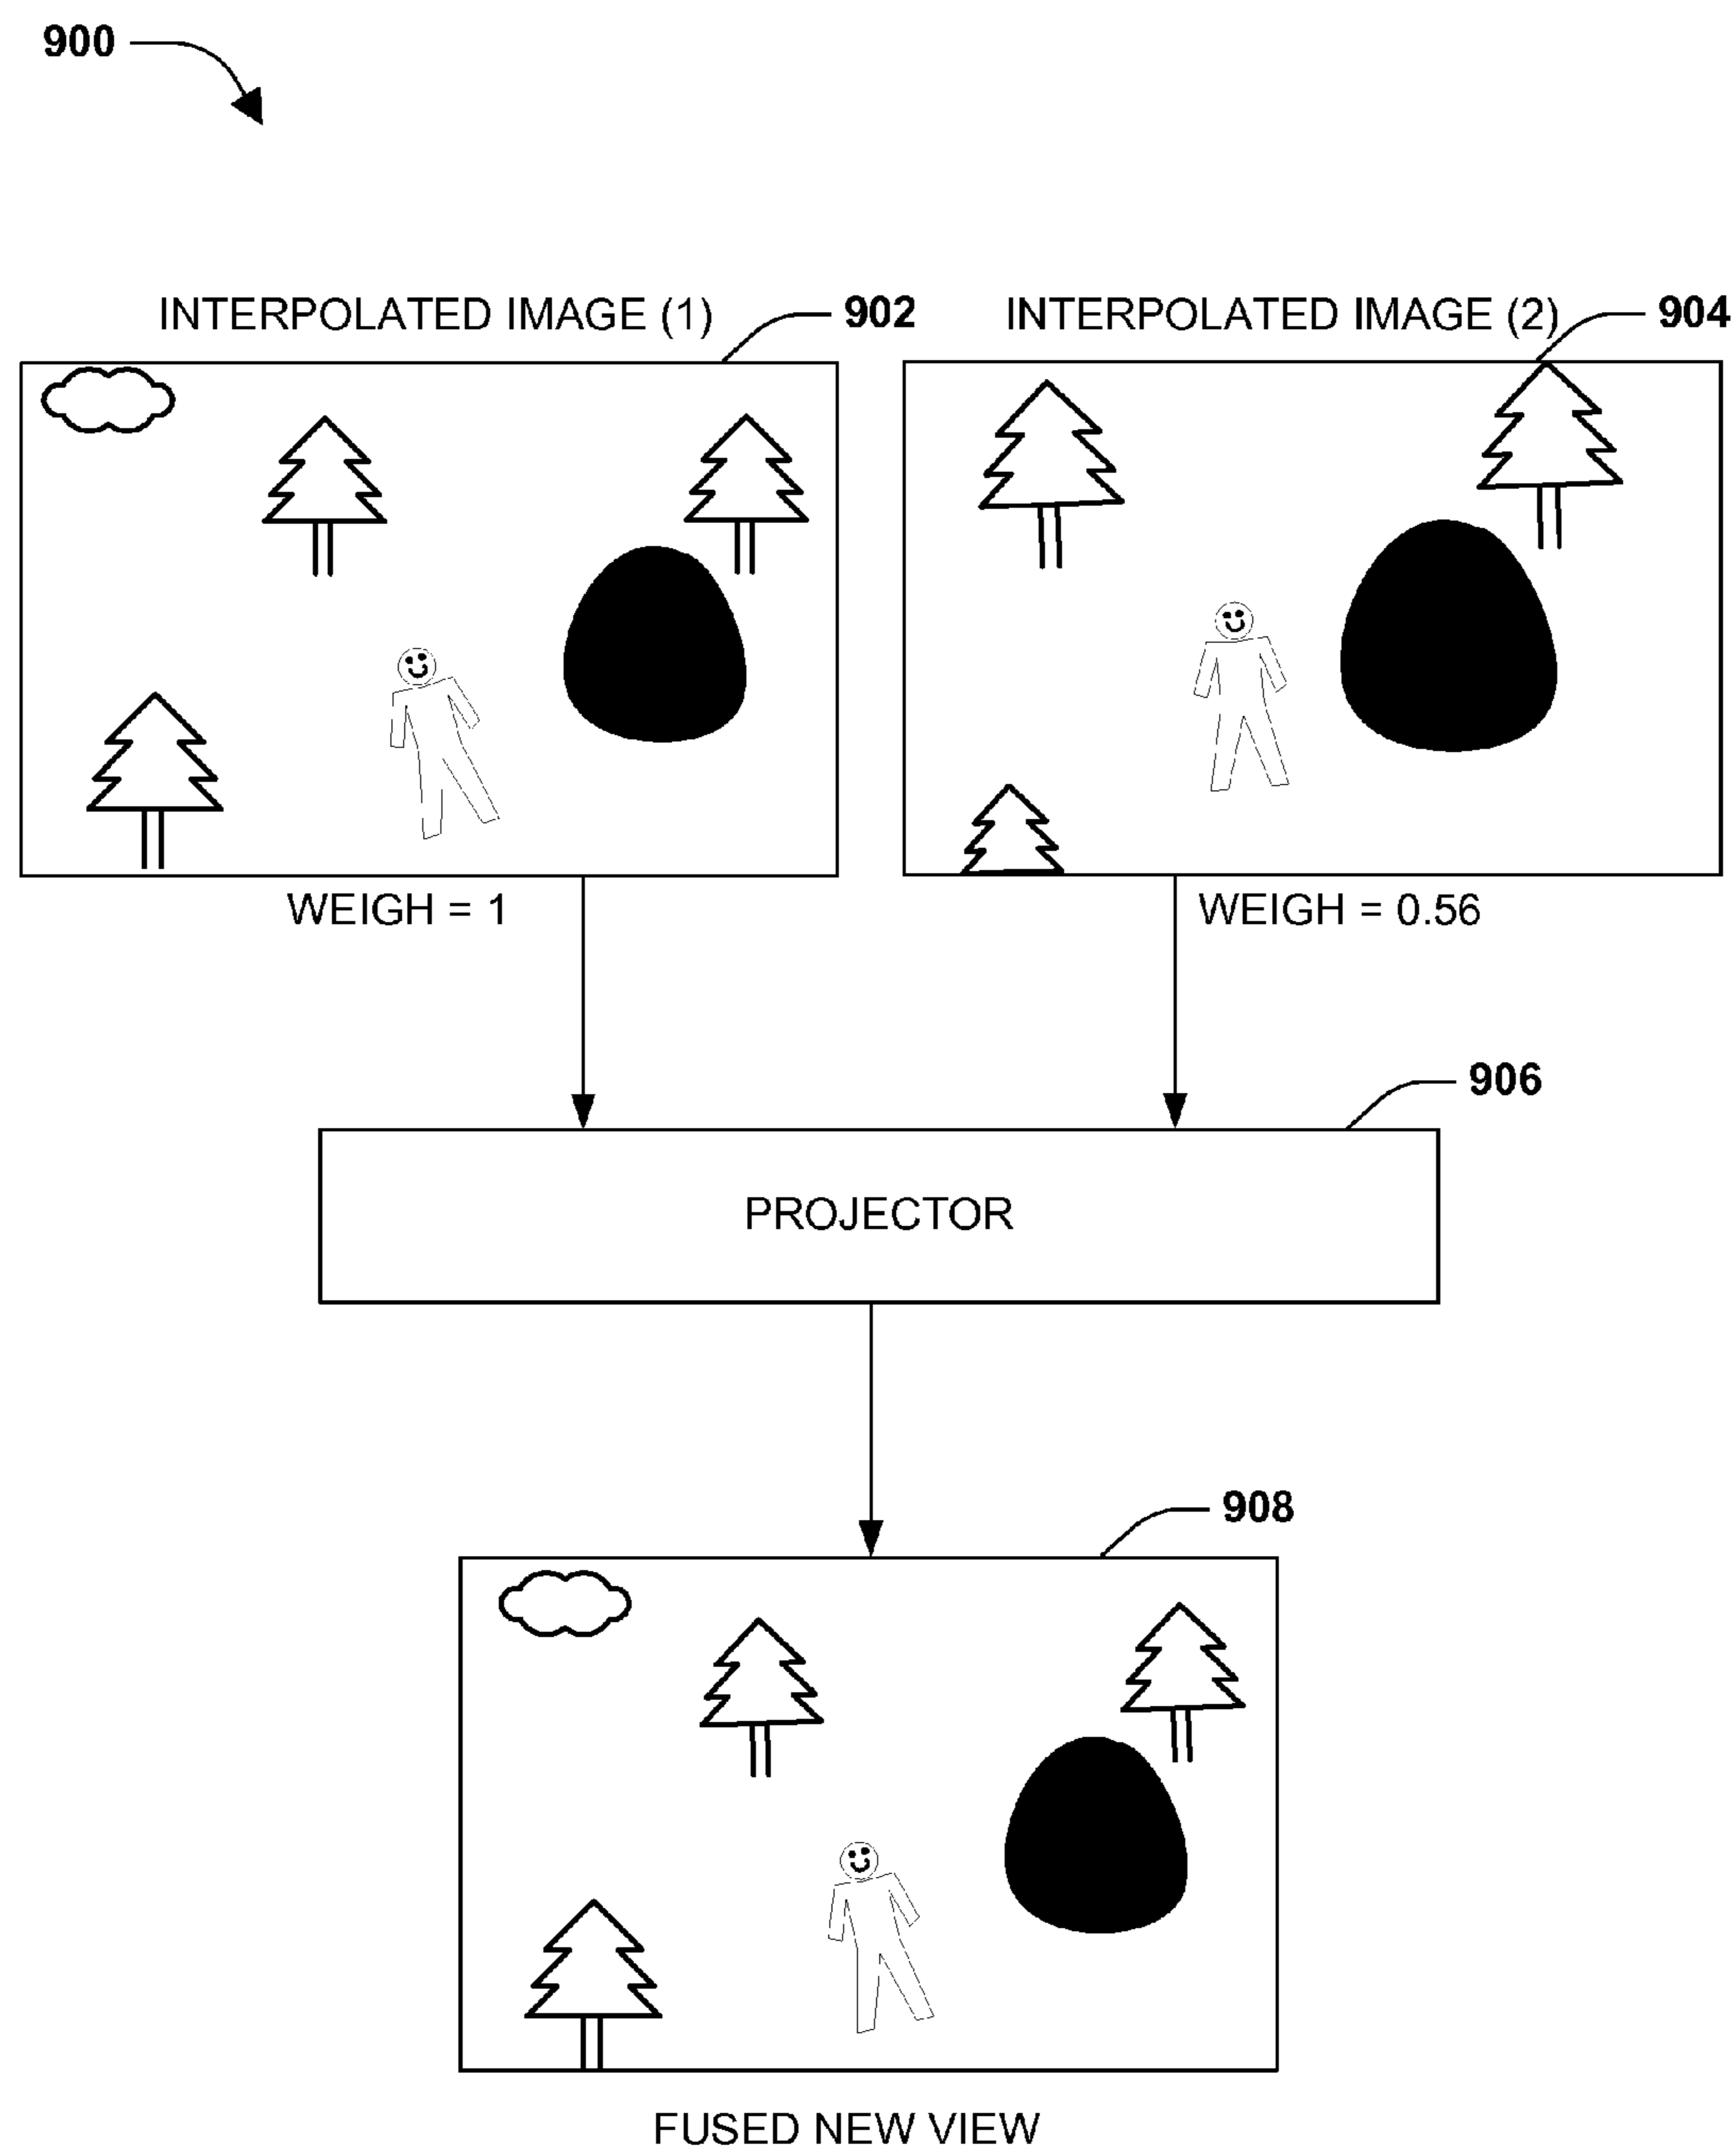 900
INTERPOLATED IMAGE (1)
902
INTERPOLATED IMAGE (2)
904
WEIGH = 1
WEIGH = 0.56
906
PROJECTOR
908
FUSED NEW VIEW